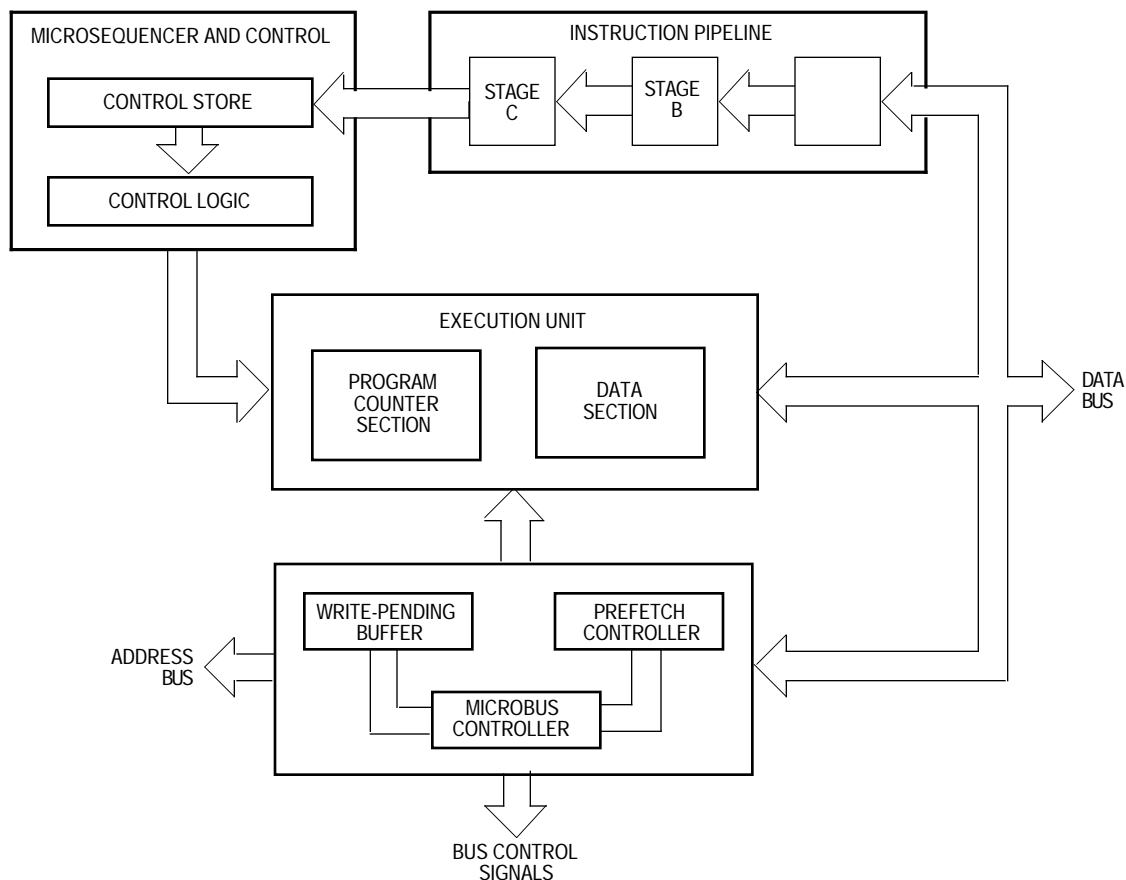 MICROSEQUENCER AND CONTROL
CONTROL STORE
CONTROL LOGIC
INSTRUCTION PIPELINE
STAGE
C
STAGE
B
EXECUTION UNIT
PROGRAM
COUNTER
SECTION
DATA
SECTION
DATA
BUS
WRITE-PENDING
BUFFER
PREFETCH
CONTROLLER
MICROBUS
CONTROLLER
ADDRESS
BUS
BUS CONTROL
SIGNALS